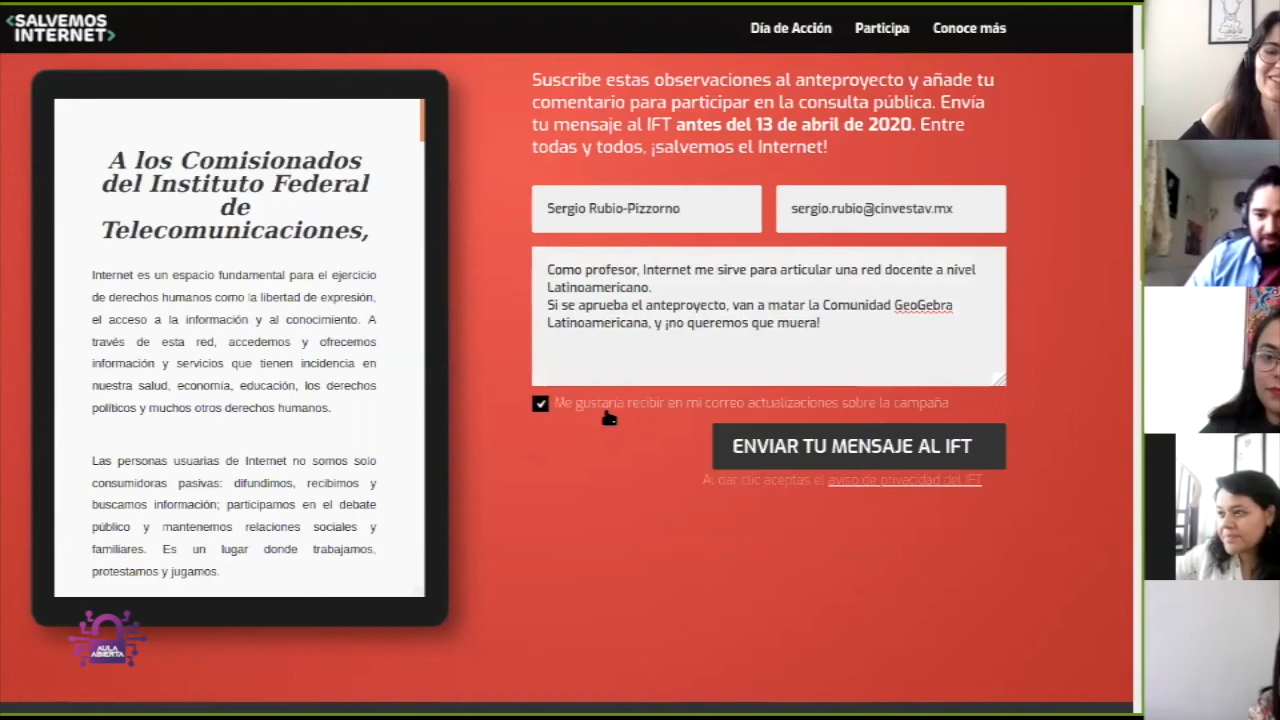 <SALVEMOS
INTERNET>
Día de Acción Participa Conoce más
A los Comisionados
del Instituto Federal
de
Telecomunicaciones,
Internet es un espacio fundamental para el ejercicio
de derechos humanos como la libertad de expresión,
el acceso a la información y al conocimiento. A
través de esta red, accedemos y ofrecemos
información y servicios que tienen incidencia en
nuestra salud, economía, educación, los derechos
políticos y muchos otros derechos humanos.
Las personas usuarias de Internet no somos solo
consumidoras pasivas: difundimos, recibimos y
buscamos información; participamos en el debate
público y mantenemos relaciones sociales y
familiares. Es un lugar donde trabajamos,
protestamos y jugamos.
Suscribe estas observaciones al anteproyecto y añade tu
comentario para participar en la consulta pública. Envía
tu mensaje al IFT antes del 13 de abril de 2020. Entre
todas y todos, ¡salvemos el Internet!
Sergio Rubio-Pizzorno
sergio.rubio@cinvestav.mx
Como profesor, Internet me sirve para articular una red docente a nivel
Latinoamericano.
Si se aprueba el anteproyecto, van a matar la Comunidad GeoGebra
Latinoamericana, y ¡no queremos que muera!
Me gustaría recibir en mi correo actualizaciones sobre la campaña
ENVIAR TU MENSAJE AL IFT
Al dar clic aceptas el aviso de privacidad del IFT
AULA
ABIERTA